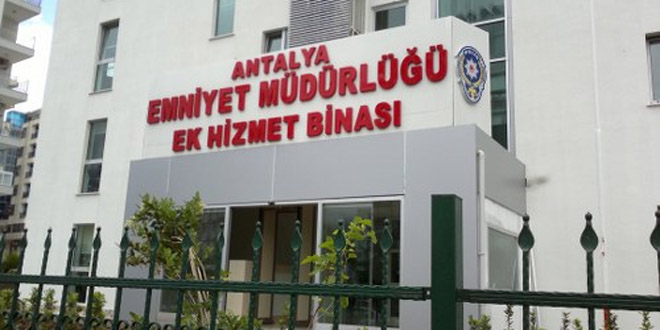 ANTALYA
EMNİYET MÜDÜRLÜĞÜ
EK HİZMET BİNASI